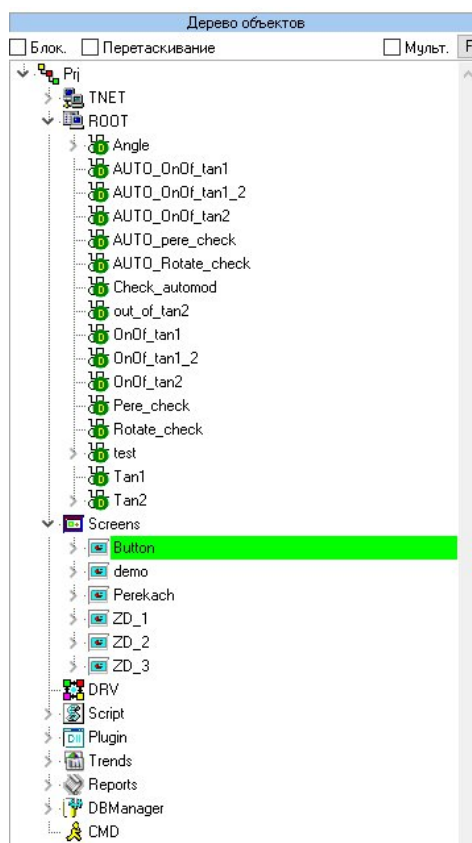 Дерево объектов
Блок. Перетаскивание Мульт. F
Prj
TNET
ROOT
Angle
AUTO_OnOf_tan1
AUTO_OnOf_tan1_2
AUTO_OnOf_tan2
AUTO_pere_check
AUTO_Rotate_check
Check_automod
out_of_tan2
OnOf_tan1
OnOf_tan1_2
OnOf_tan2
Pere_check
Rotate_check
test
Tan1
Tan2
Screens
Button
demo
Perekach
ZD_1
ZD_2
ZD_3
DRV
Script
Plugin
Trends
Reports
DBManager
CMD